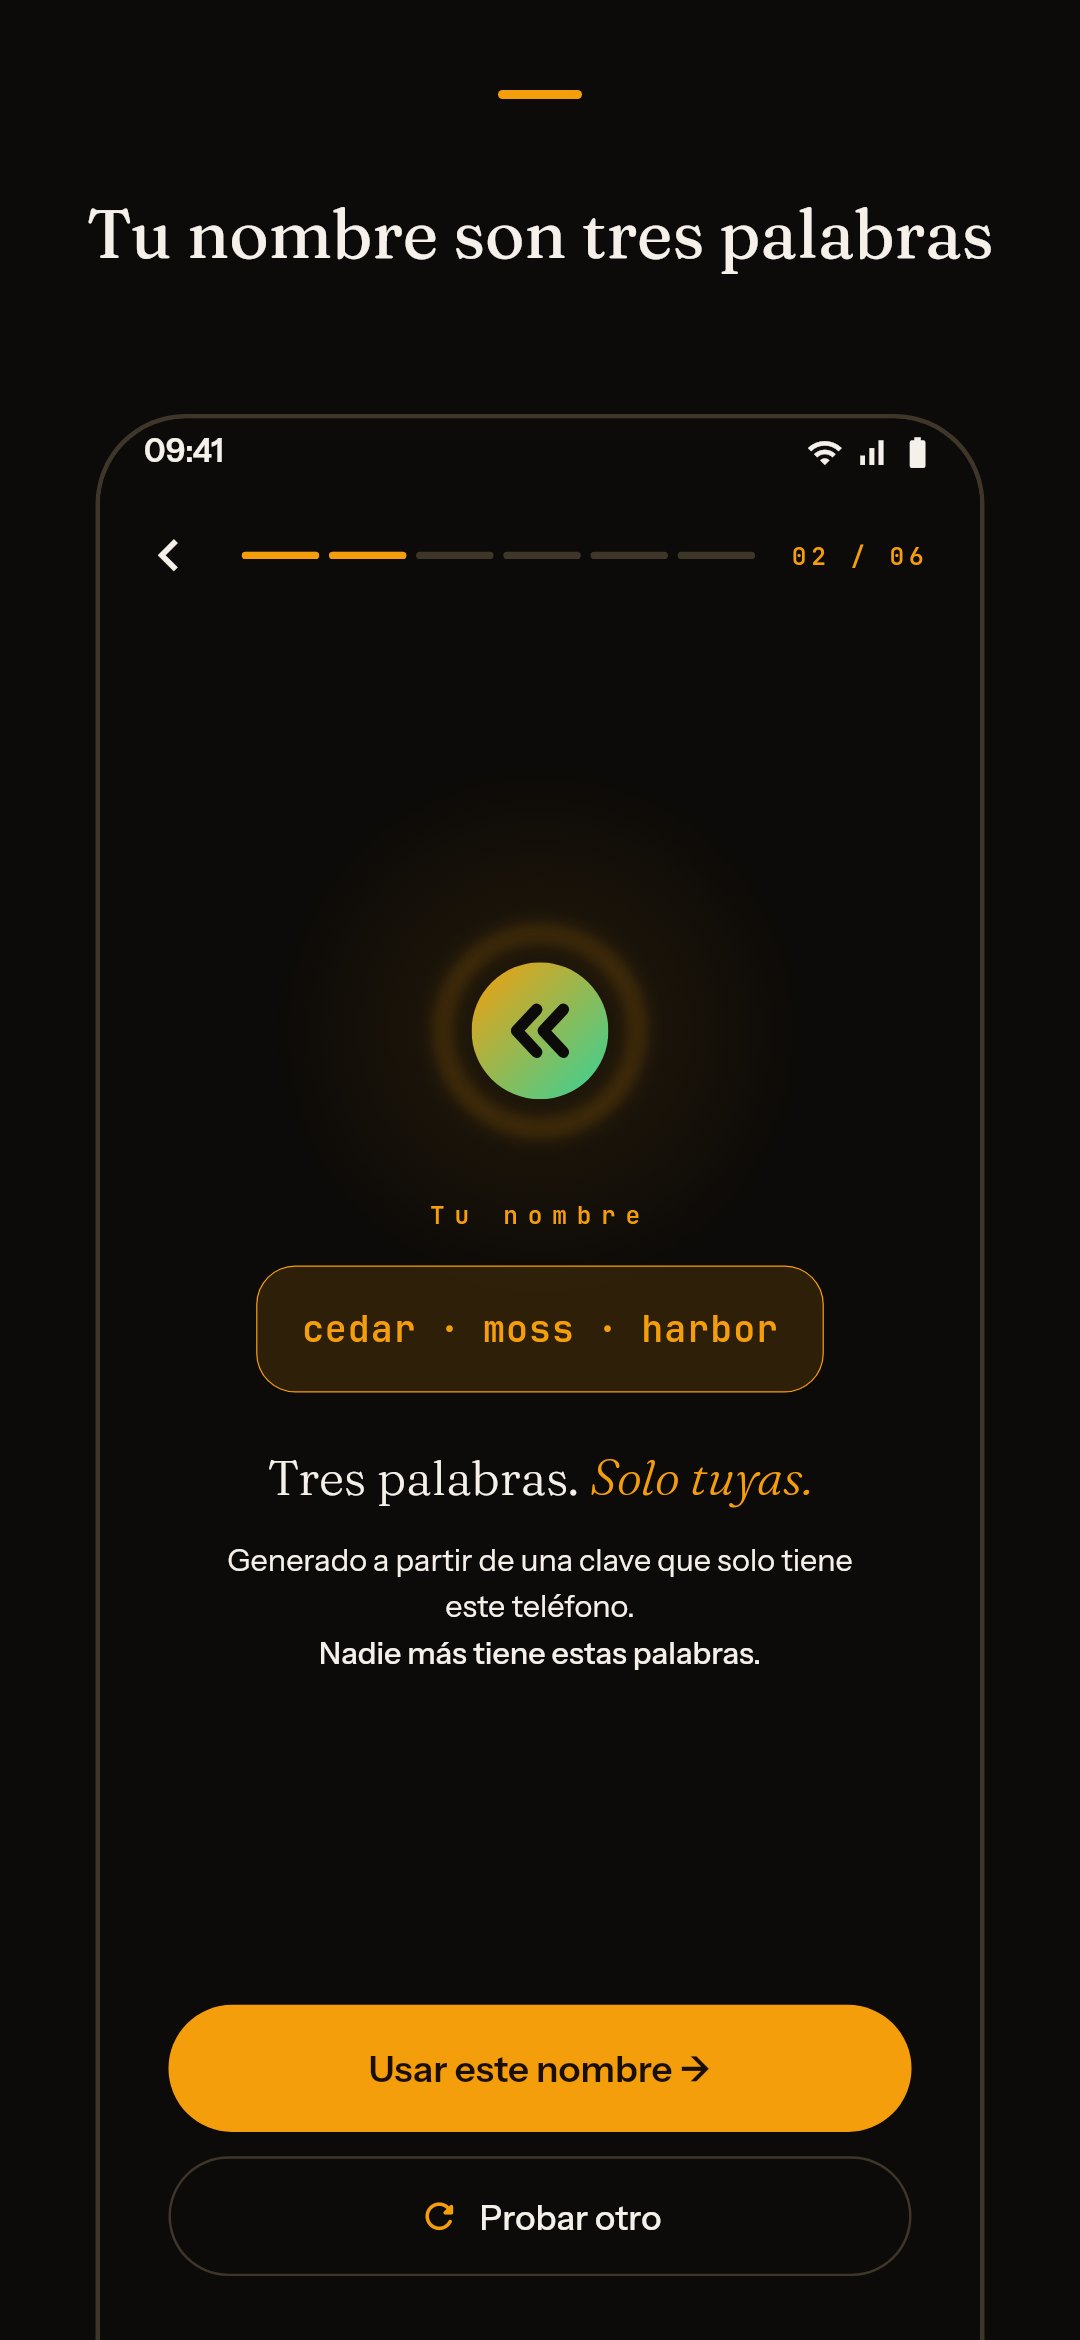 Tu nombre son tres palabras
09:41
02 / 06
Tu nombre
cedar · moss · harbor
Tres palabras. Solo tuyas.
Generado a partir de una clave que solo tiene
este teléfono.
Nadie más tiene estas palabras.
Usar este nombre →
Probar otro